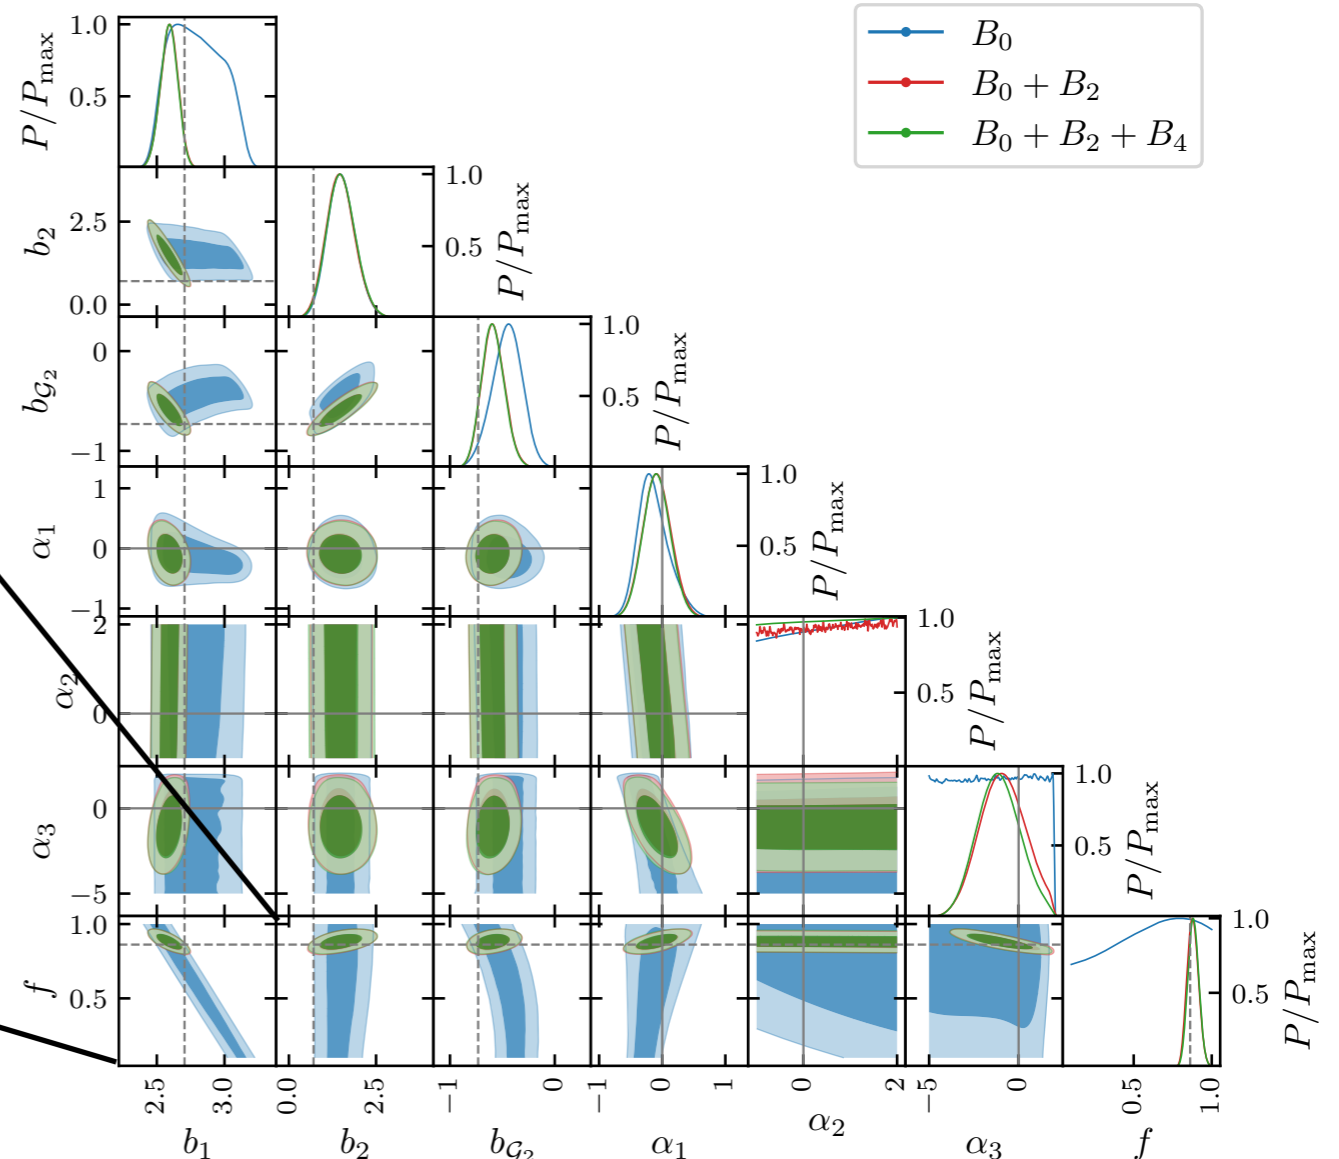 B₀
B₀ + B₂
B₀ + B₂ + B₄
P/Pmax
1.0
0.5
b₂
2.5
0.0
1.0
0.5
P/Pmax
b𝒢₂
0
−1
1.0
0.5
P/Pmax
α₁
1
0
−1
1.0
0.5
P/Pmax
α₂
2
0
1.0
0.5
P/Pmax
α₃
0
−5
1.0
0.5
P/Pmax
f
1.0
0.5
1.0
0.5
P/Pmax
2.5 3.0 0.0 2.5 −1 0 −1 0 1 0 2 −5 0 0.5 1.0
b₁ b₂ b𝒢₂ α₁ α₂ α₃ f